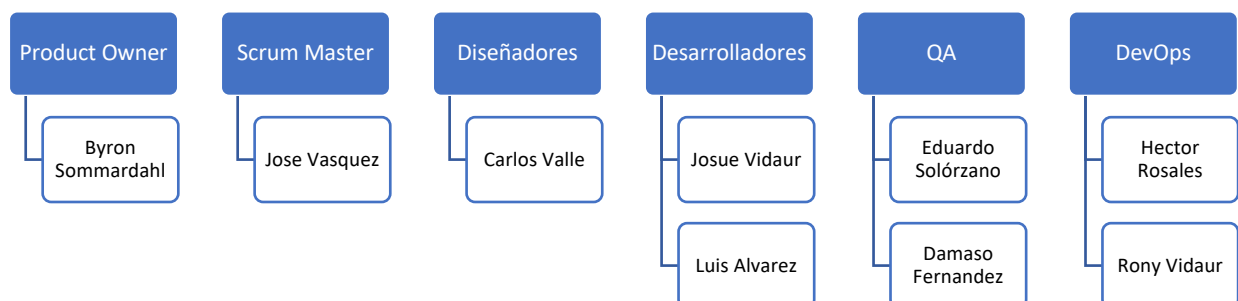 Product Owner
Byron
Sommardahl
Scrum Master
Jose Vasquez
Diseñadores
Carlos Valle
Desarrolladores
Josue Vidaur
Luis Alvarez
QA
Eduardo
Solórzano
Damaso
Fernandez
DevOps
Hector
Rosales
Rony Vidaur